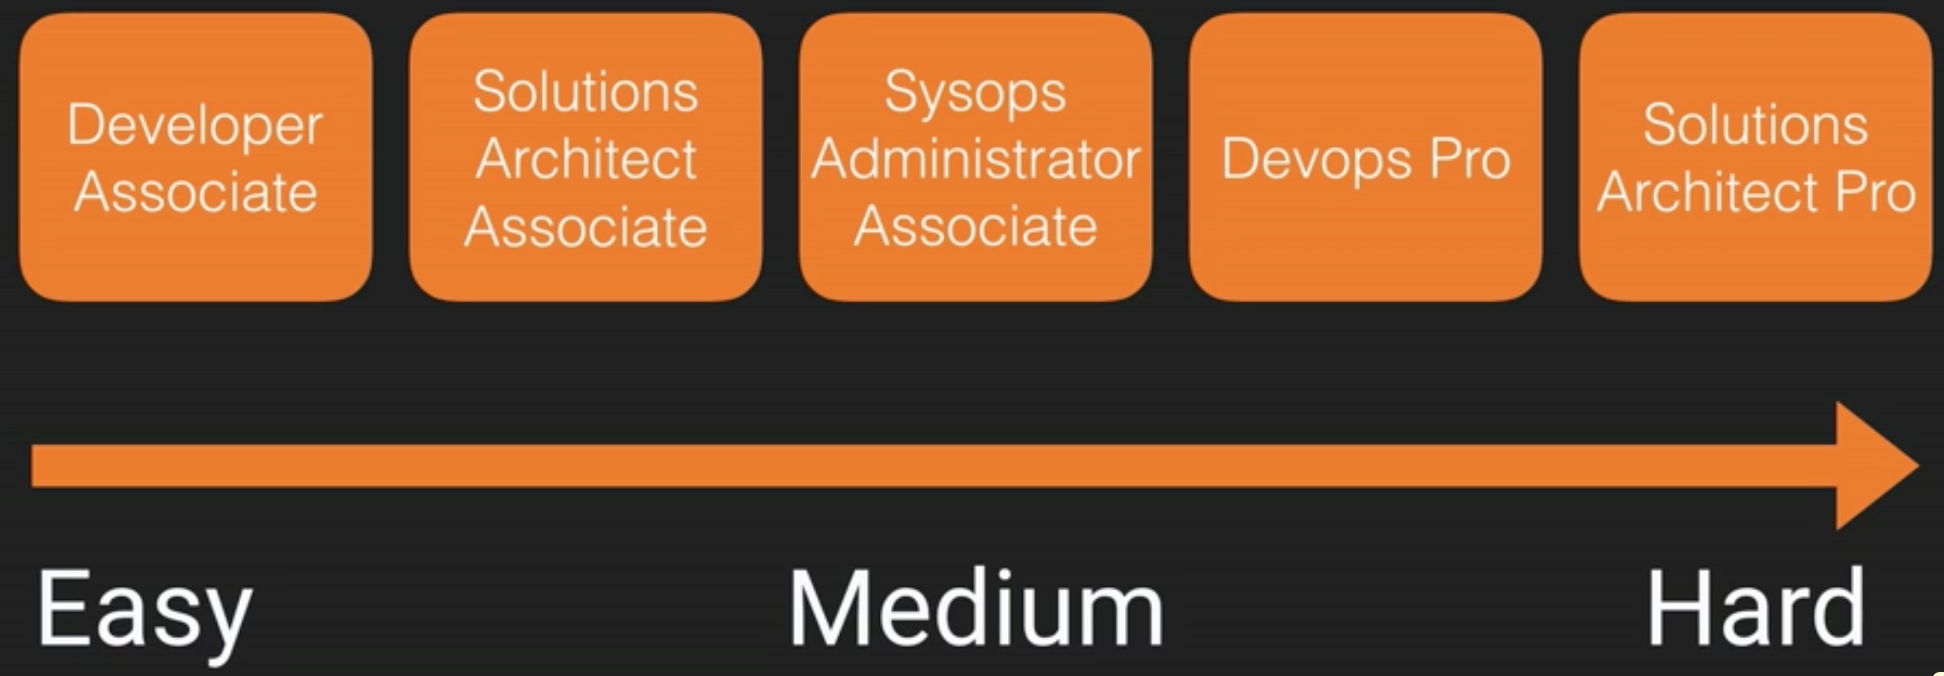 Developer
Associate
Solutions
Architect
Associate
Sysops
Administrator
Associate
Devops Pro
Solutions
Architect Pro
Easy
Medium
Hard